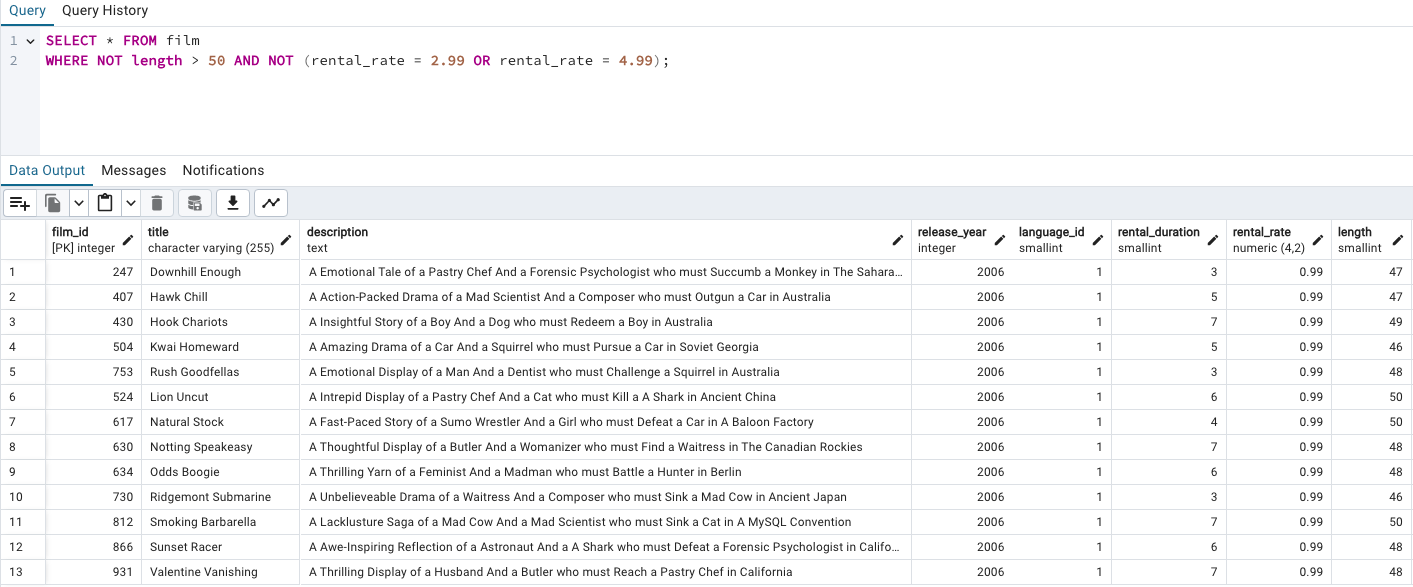 Query Query History
1 SELECT * FROM film
2 WHERE NOT length > 50 AND NOT (rental_rate = 2.99 OR rental_rate = 4.99);
Data Output Messages Notifications
film_id title description release_year language_id rental_duration rental_rate length
[PK] integer character varying (255) text integer smallint smallint numeric (4,2) smallint
1 247 Downhill Enough A Emotional Tale of a Pastry Chef And a Forensic Psychologist who must Succumb a Monkey in The Sahara... 2006 1 3 0.99 47
2 407 Hawk Chill A Action-Packed Drama of a Mad Scientist And a Composer who must Outgun a Car in Australia 2006 1 5 0.99 47
3 430 Hook Chariots A Insightful Story of a Boy And a Dog who must Redeem a Boy in Australia 2006 1 7 0.99 49
4 504 Kwai Homeward A Amazing Drama of a Car And a Squirrel who must Pursue a Car in Soviet Georgia 2006 1 5 0.99 46
5 753 Rush Goodfellas A Emotional Display of a Man And a Dentist who must Challenge a Squirrel in Australia 2006 1 3 0.99 48
6 524 Lion Uncut A Intrepid Display of a Pastry Chef And a Cat who must Kill a A Shark in Ancient China 2006 1 6 0.99 50
7 617 Natural Stock A Fast-Paced Story of a Sumo Wrestler And a Girl who must Defeat a Car in A Baloon Factory 2006 1 4 0.99 50
8 630 Notting Speakeasy A Thoughtful Display of a Butler And a Womanizer who must Find a Waitress in The Canadian Rockies 2006 1 7 0.99 48
9 634 Odds Boogie A Thrilling Yarn of a Feminist And a Madman who must Battle a Hunter in Berlin 2006 1 6 0.99 48
10 730 Ridgemont Submarine A Unbelieveable Drama of a Waitress And a Composer who must Sink a Mad Cow in Ancient Japan 2006 1 3 0.99 46
11 812 Smoking Barbarella A Lacklusture Saga of a Mad Cow And a Mad Scientist who must Sink a Cat in A MySQL Convention 2006 1 7 0.99 50
12 866 Sunset Racer A Awe-Inspiring Reflection of a Astronaut And a A Shark who must Defeat a Forensic Psychologist in Califo... 2006 1 6 0.99 48
13 931 Valentine Vanishing A Thrilling Display of a Husband And a Butler who must Reach a Pastry Chef in California 2006 1 7 0.99 48